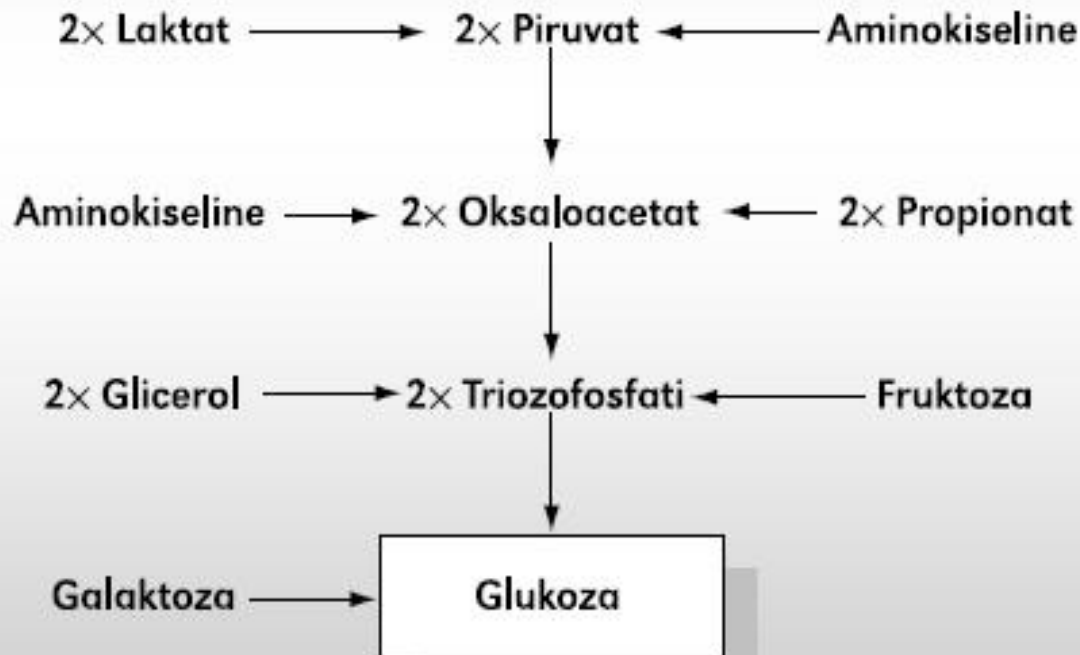 2× Laktat 2× Piruvat Aminokiseline
Aminokiseline 2× Oksaloacetat 2× Propionat
2× Glicerol 2× Triozofosfati Fruktoza
Galaktoza Glukoza